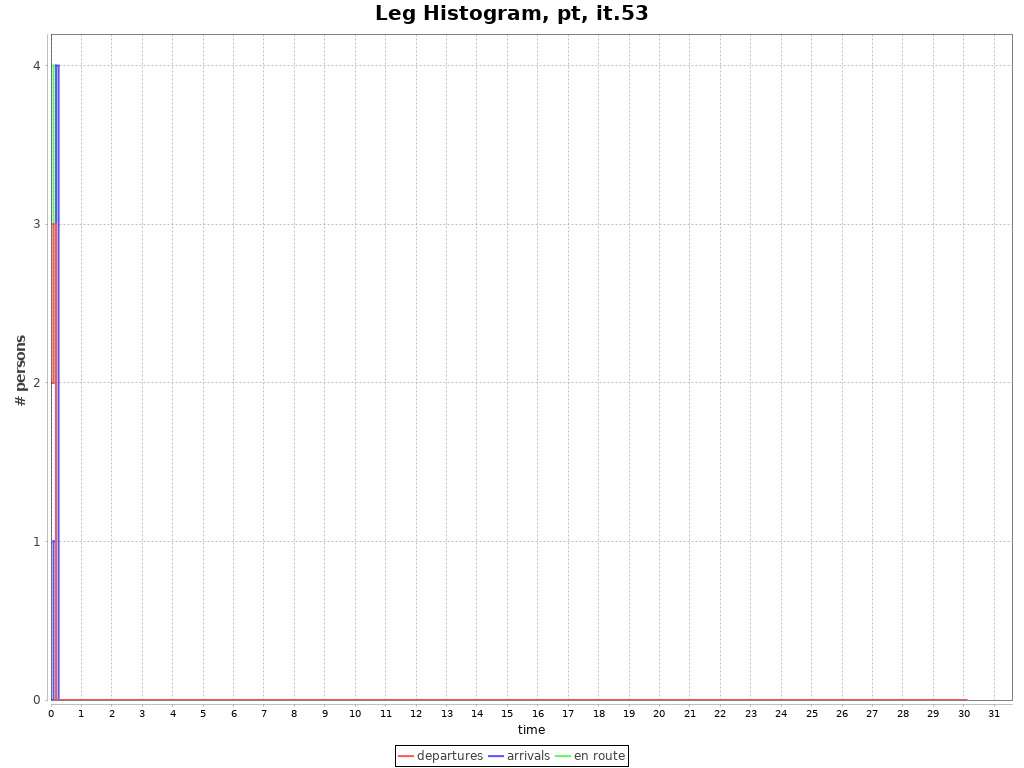 Leg Histogram, pt, it.53
# persons
4
3
2
1
0
0 1 2 3 4 5 6 7 8 9 10 11 12 13 14 15 16 17 18 19 20 21 22 23 24 25 26 27 28 29 30 31
time
departures arrivals en route